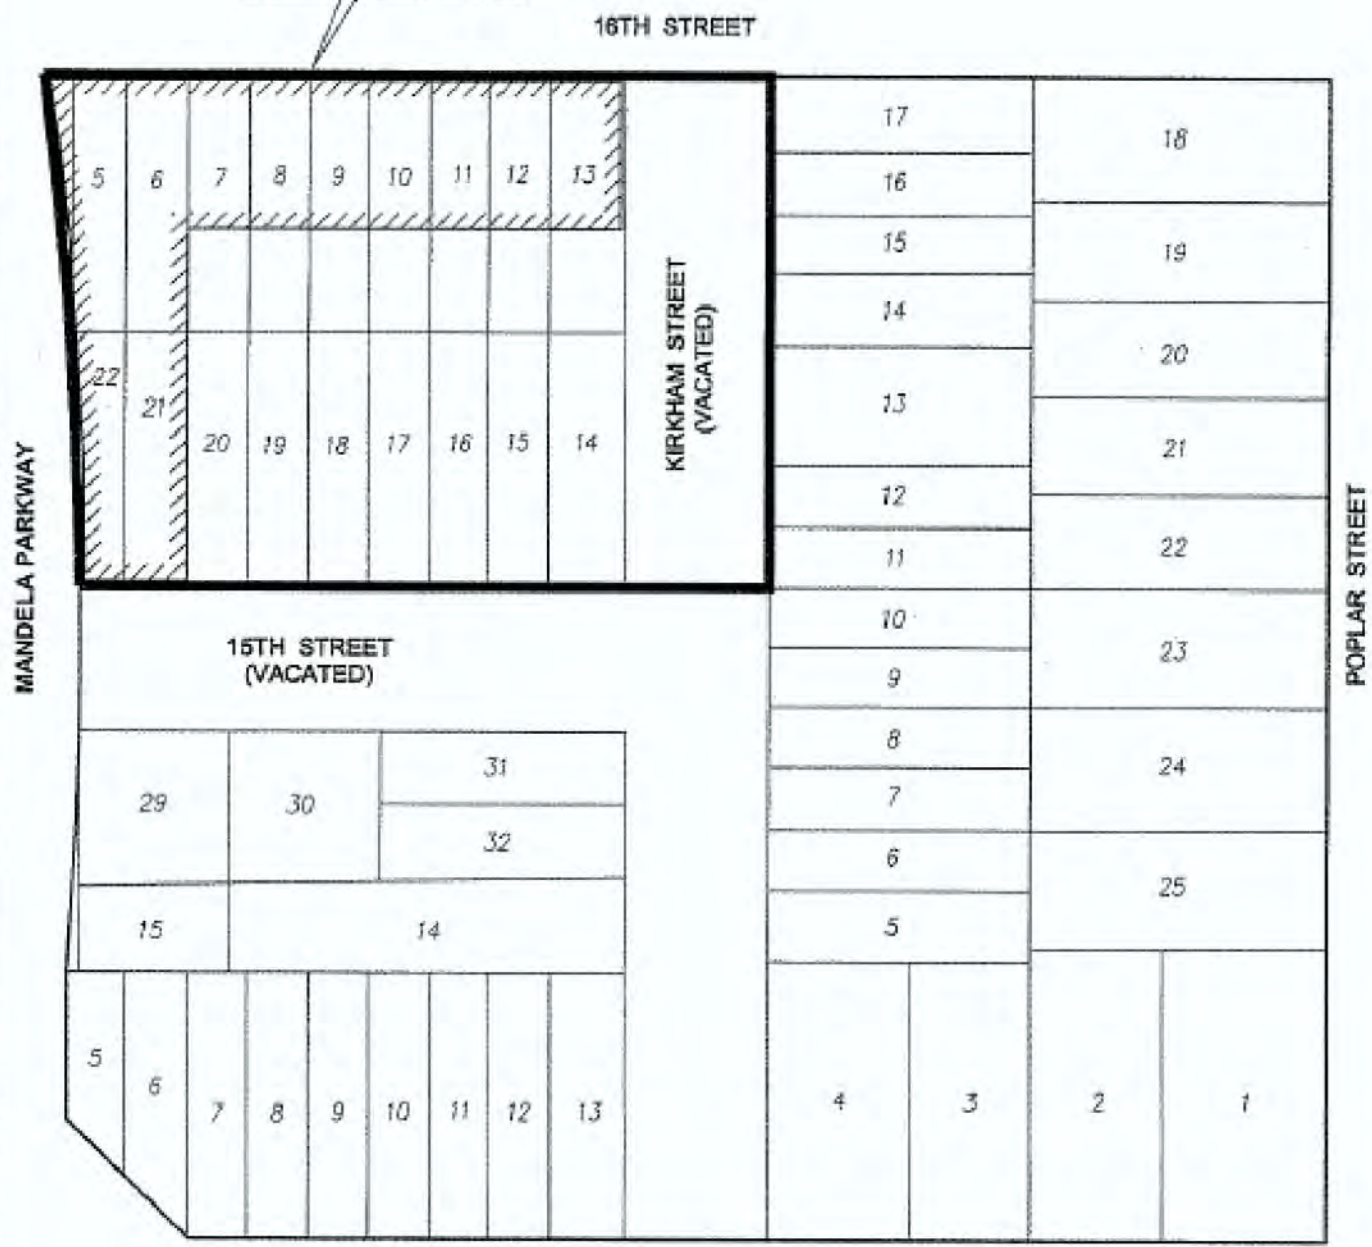 16TH STREET
5 6 7 8 9 10 11 12 13
22 21 20 19 18 17 16 15 14
KIRKHAM STREET
(VACATED)
17
16
15
14
13
12
11
10
9
8
7
6
5
4 3 2 1
18
19
20
21
22
23
24
25
MANDELA PARKWAY
POPLAR STREET
15TH STREET
(VACATED)
29 30 31
32
15 14
5 6 7 8 9 10 11 12 13